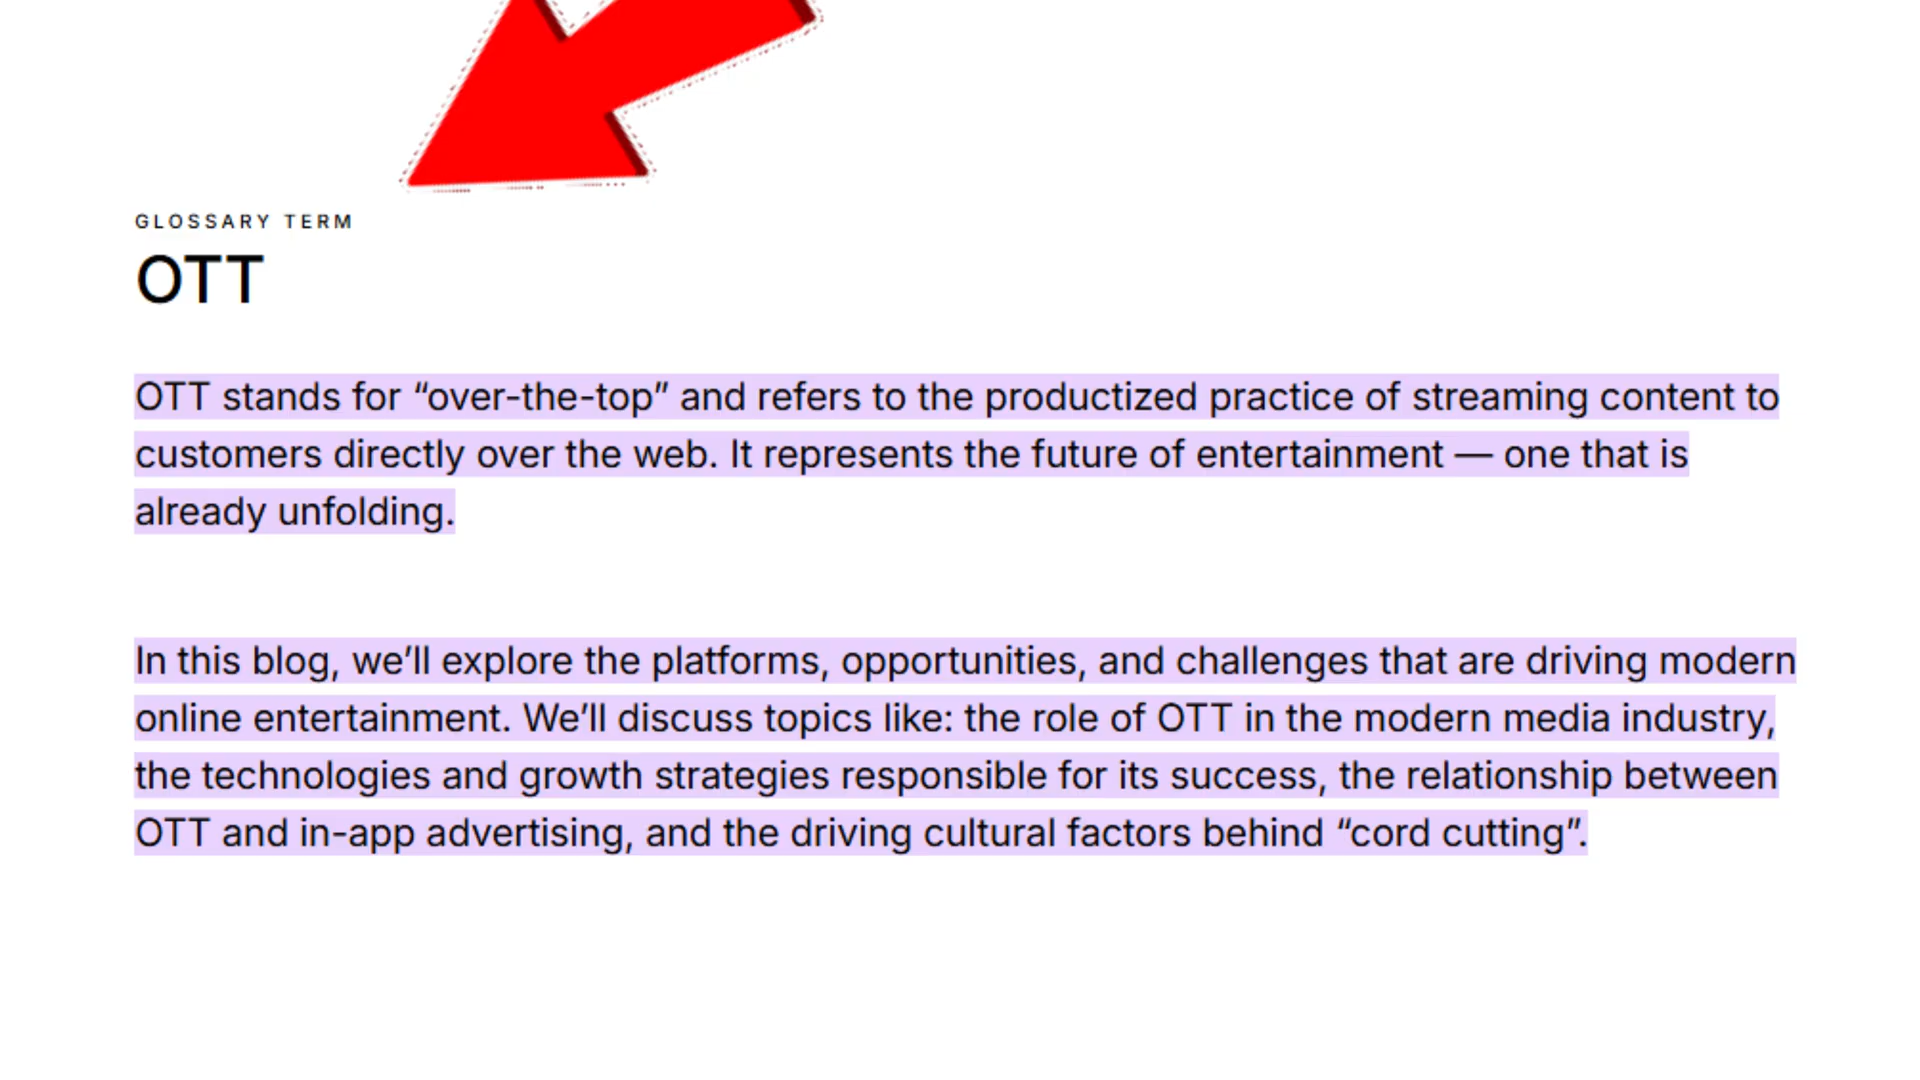 GLOSSARY TERM
OTT
OTT stands for “over-the-top” and refers to the productized practice of streaming content to
customers directly over the web. It represents the future of entertainment — one that is
already unfolding.
In this blog, we’ll explore the platforms, opportunities, and challenges that are driving modern
online entertainment. We’ll discuss topics like: the role of OTT in the modern media industry,
the technologies and growth strategies responsible for its success, the relationship between
OTT and in-app advertising, and the driving cultural factors behind “cord cutting”.